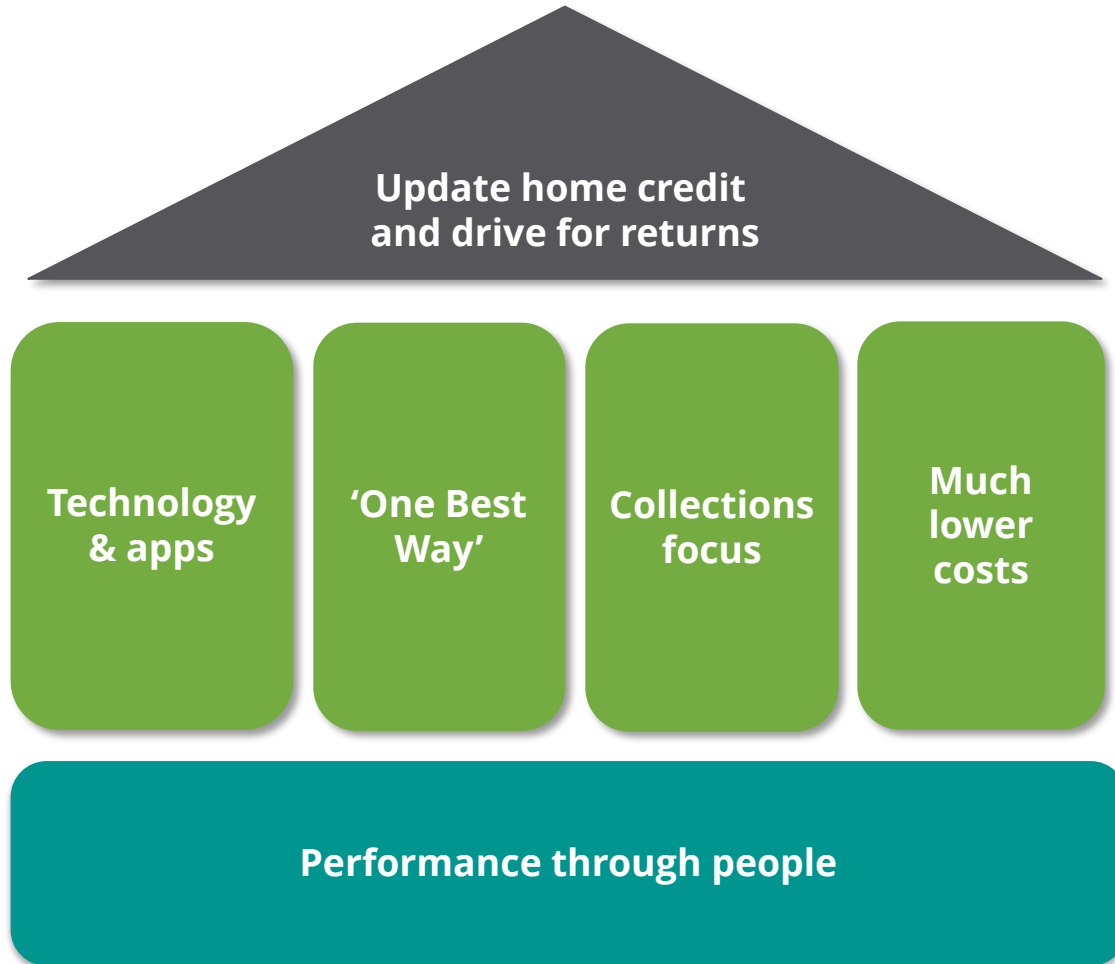 Update home credit
and drive for returns
Technology
& apps
‘One Best
Way’
Collections
focus
Much
lower
costs
Performance through people